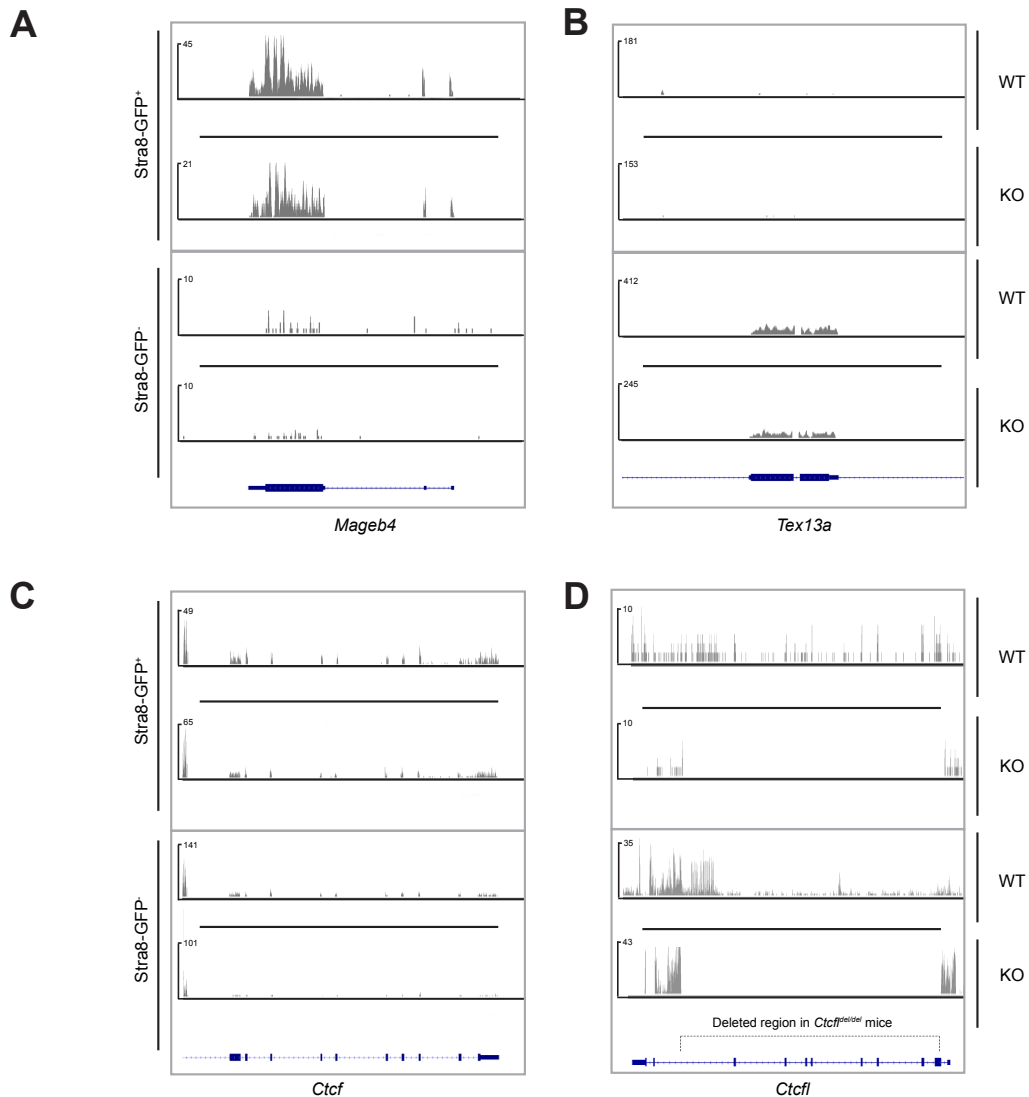 A
Stra8-GFP+
45
21
Stra8-GFP-
10
10
Mageb4
B
181
WT
153
KO
412
WT
245
KO
Tex13a
C
Stra8-GFP+
49
65
Stra8-GFP-
141
101
Ctcf
D
10
WT
10
KO
35
WT
43
KO
Deleted region in Ctcfl del/del mice
Ctcfl